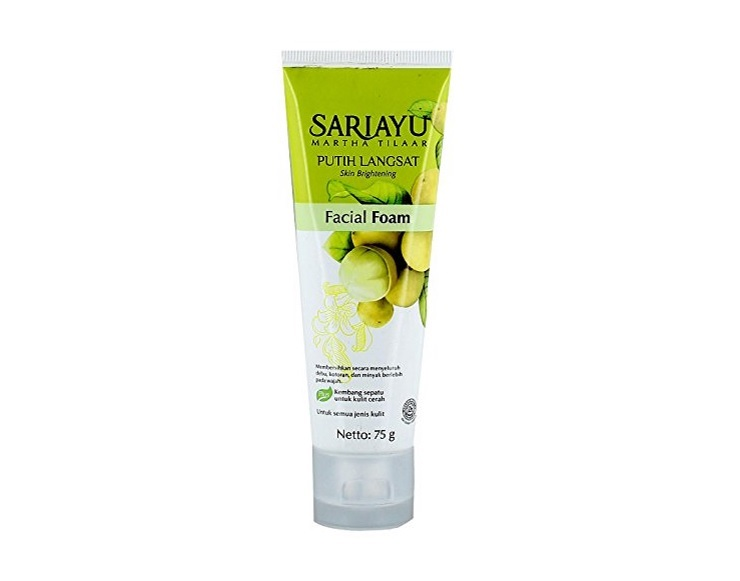 SARIAYU
MARTHA TILAAR
PUTIH LANGSAT
Skin Brightening
Facial Foam
Membersihkan secara menyeluruh
debu, kotoran, dan minyak berlebih
pada wajah.
Plus
Kembang sepatu
untuk kulit cerah
Untuk semua jenis kulit
Netto: 75 g